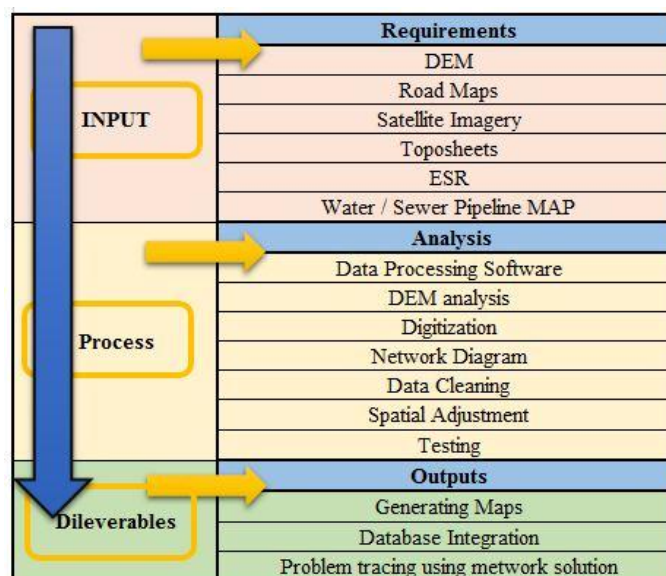 INPUT
Requirements
DEM
Road Maps
Satellite Imagery
Toposheets
ESR
Water / Sewer Pipeline MAP
Process
Analysis
Data Processing Software
DEM analysis
Digitization
Network Diagram
Data Cleaning
Spatial Adjustment
Testing
Dileverables
Outputs
Generating Maps
Database Integration
Problem tracing using metwork solution